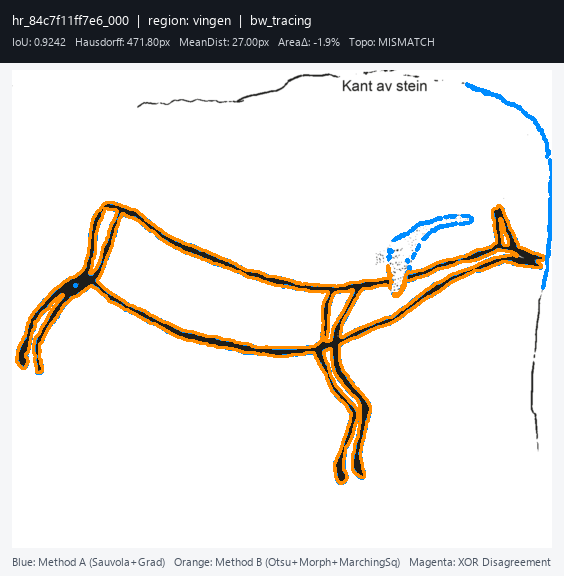 hr_84c7f11ff7e6_000 | region: vingen | bw_tracing
IoU: 0.9242 Hausdorff: 471.80px MeanDist: 27.00px AreaΔ: -1.9% Topo: MISMATCH
Kant av stein
Blue: Method A (Sauvola+Grad) Orange: Method B (Otsu+Morph+MarchingSq) Magenta: XOR Disagreement